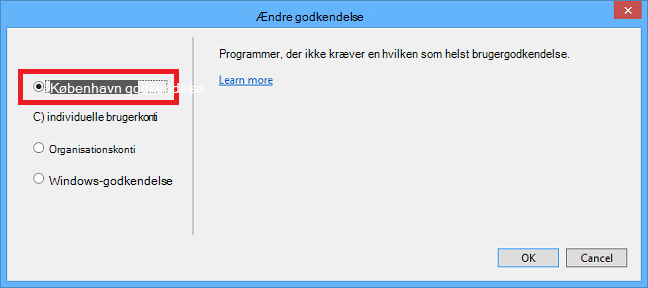 Ændre godkendelse
Programmer, der ikke kræver en hvilken som helst brugergodkendelse.
København godkendelse
Learn more
C) individuelle brugerkonti
Organisationskonti
Windows-godkendelse
OK
Cancel